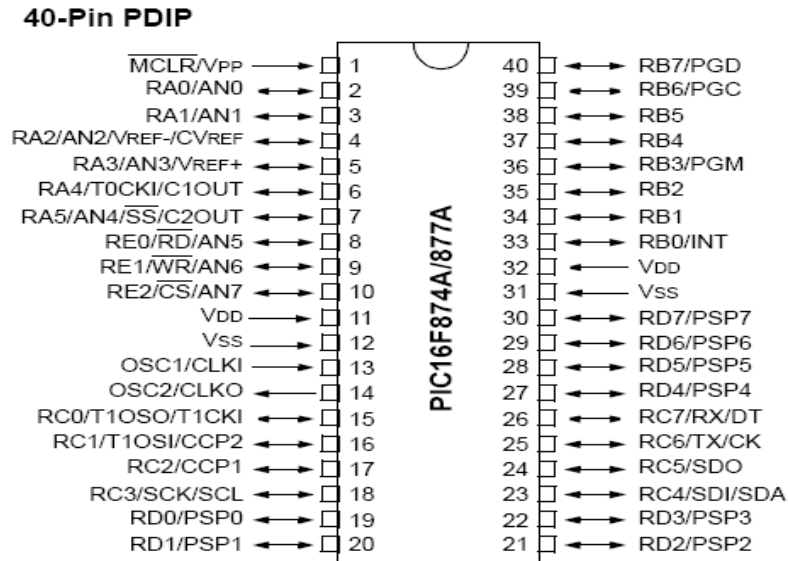 40-Pin PDIP
MCLR/VPP 1 40 RB7/PGD
RA0/AN0 2 39 RB6/PGC
RA1/AN1 3 38 RB5
RA2/AN2/VREF-/CVREF 4 37 RB4
RA3/AN3/VREF+ 5 36 RB3/PGM
RA4/T0CKI/C1OUT 6 35 RB2
RA5/AN4/SS/C2OUT 7 34 RB1
RE0/RD/AN5 8 33 RB0/INT
RE1/WR/AN6 9 32 VDD
RE2/CS/AN7 10 31 VSS
VDD 11 30 RD7/PSP7
VSS 12 29 RD6/PSP6
OSC1/CLKI 13 28 RD5/PSP5
OSC2/CLKO 14 27 RD4/PSP4
RC0/T1OSO/T1CKI 15 26 RC7/RX/DT
RC1/T1OSI/CCP2 16 25 RC6/TX/CK
RC2/CCP1 17 24 RC5/SDO
RC3/SCK/SCL 18 23 RC4/SDI/SDA
RD0/PSP0 19 22 RD3/PSP3
RD1/PSP1 20 21 RD2/PSP2
PIC16F874A/877A